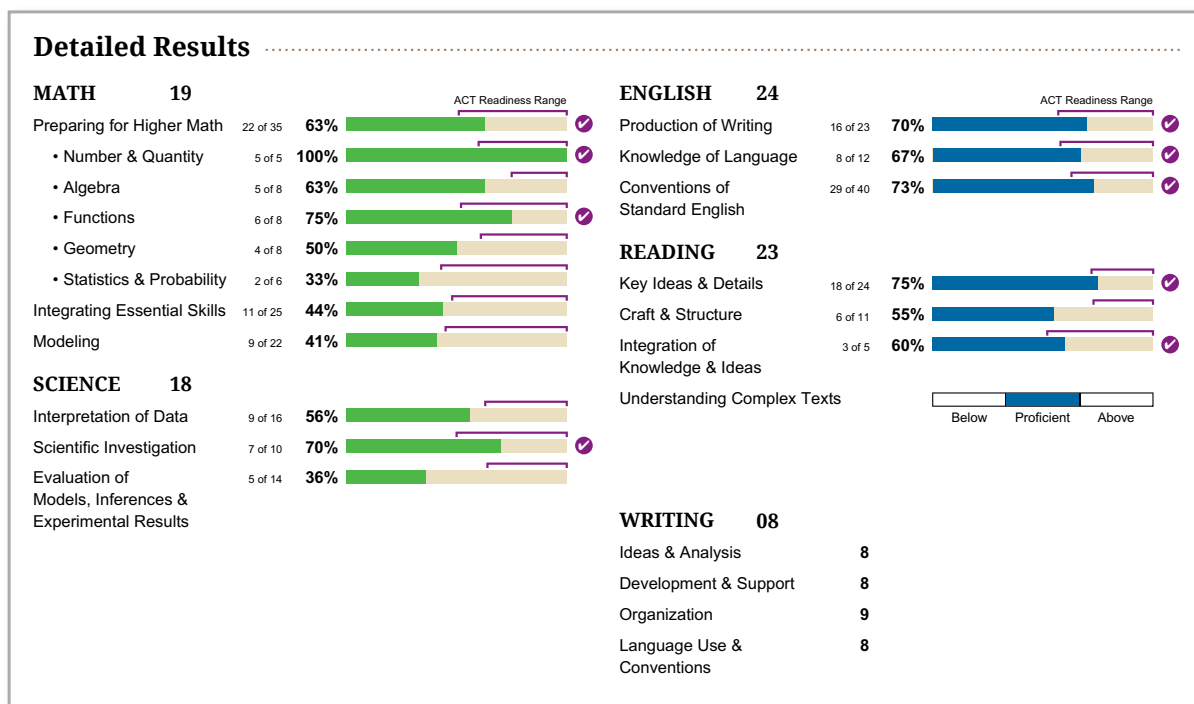 Detailed Results
MATH 19
ACT Readiness Range
Preparing for Higher Math 22 of 35 63%
• Number & Quantity 5 of 5 100%
• Algebra 5 of 8 63%
• Functions 6 of 8 75%
• Geometry 4 of 8 50%
• Statistics & Probability 2 of 6 33%
Integrating Essential Skills 11 of 25 44%
Modeling 9 of 22 41%
SCIENCE 18
Interpretation of Data 9 of 16 56%
Scientific Investigation 7 of 10 70%
Evaluation of 5 of 14 36%
Models, Inferences &
Experimental Results
ENGLISH 24
ACT Readiness Range
Production of Writing 16 of 23 70%
Knowledge of Language 8 of 12 67%
Conventions of 29 of 40 73%
Standard English
READING 23
Key Ideas & Details 18 of 24 75%
Craft & Structure 6 of 11 55%
Integration of 3 of 5 60%
Knowledge & Ideas
Understanding Complex Texts
Below Proficient Above
WRITING 08
Ideas & Analysis 8
Development & Support 8
Organization 9
Language Use & 8
Conventions